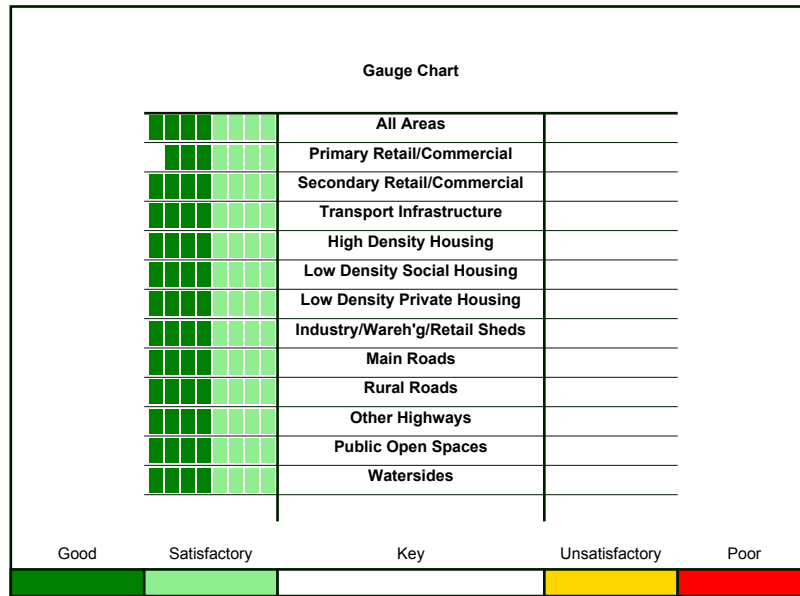 Gauge Chart
All Areas
Primary Retail/Commercial
Secondary Retail/Commercial
Transport Infrastructure
High Density Housing
Low Density Social Housing
Low Density Private Housing
Industry/Wareh'g/Retail Sheds
Main Roads
Rural Roads
Other Highways
Public Open Spaces
Watersides
Good Satisfactory Key Unsatisfactory Poor